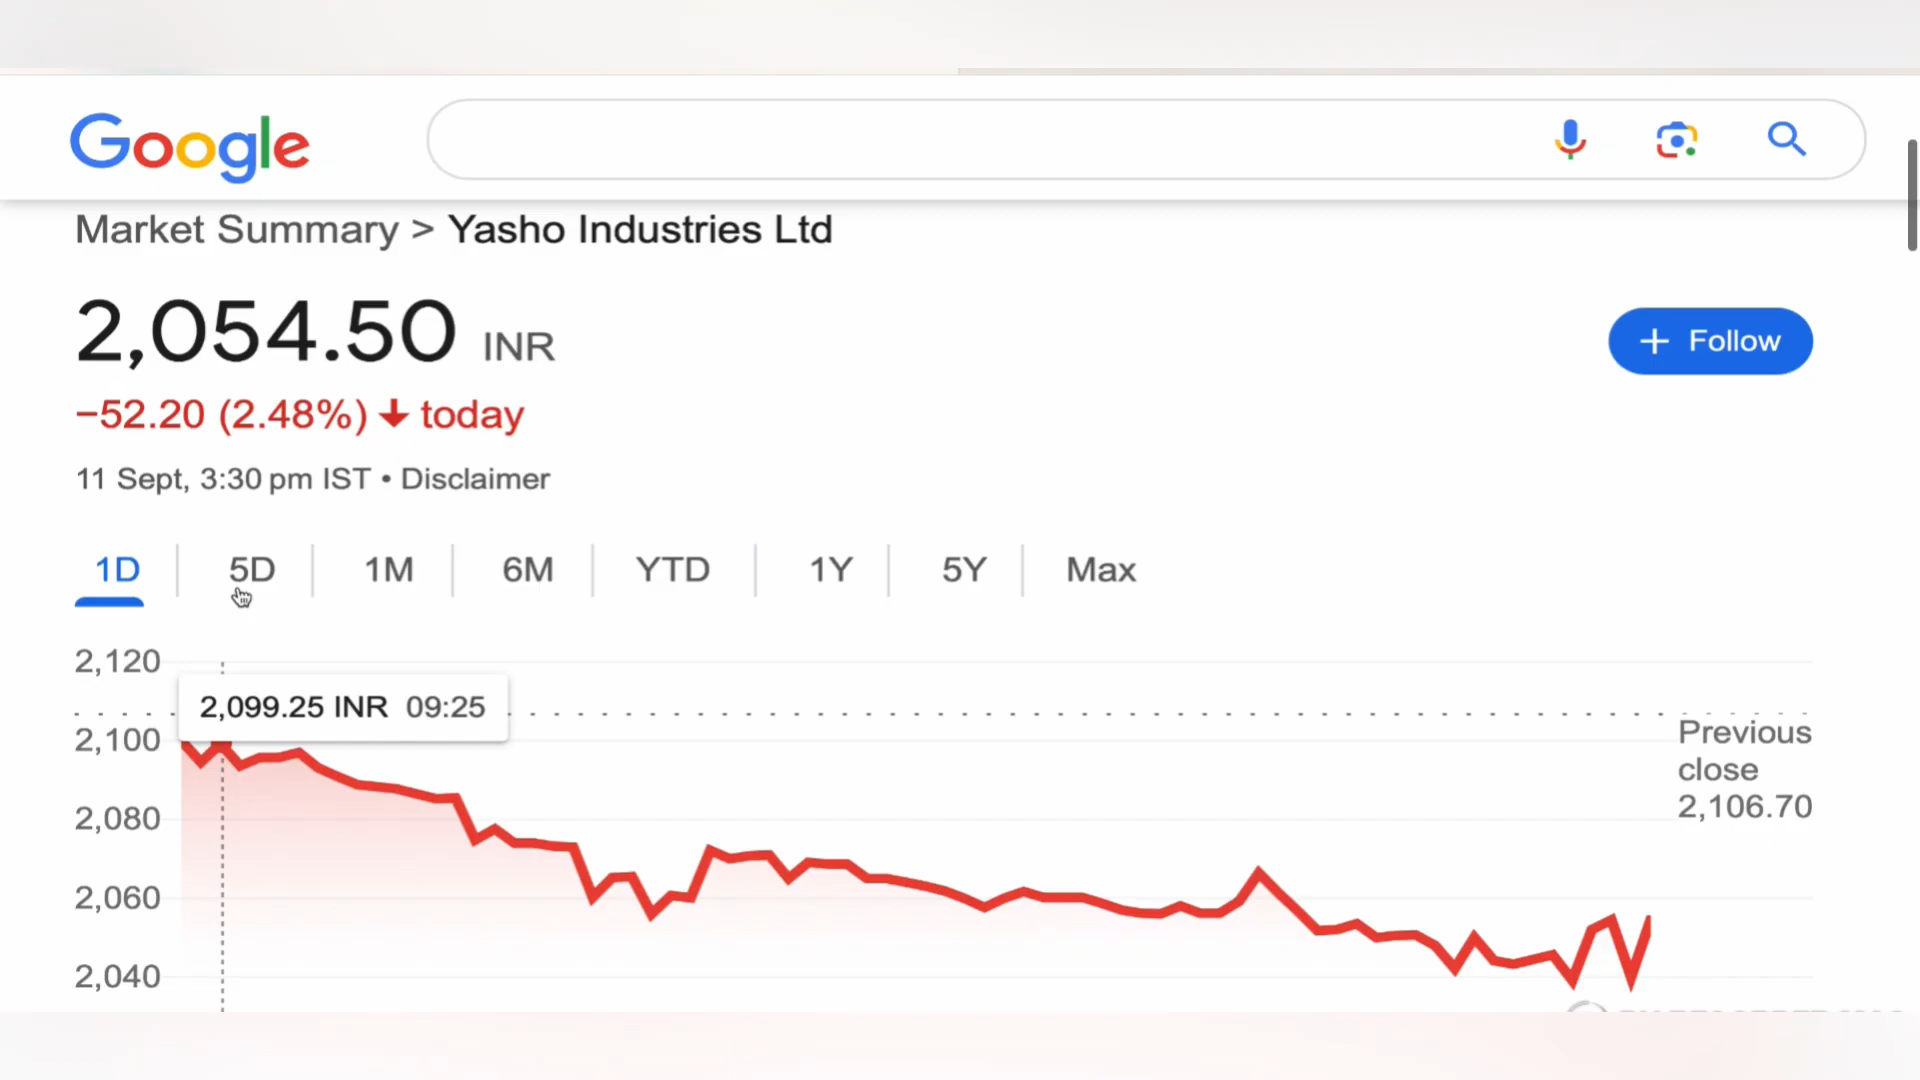 Google
Market Summary > Yasho Industries Ltd
2,054.50 INR
+ Follow
−52.20 (2.48%) ↓ today
11 Sept, 3:30 pm IST • Disclaimer
1D 5D 1M 6M YTD 1Y 5Y Max
2,120
2,099.25 INR 09:25
2,100
Previous
close
2,106.70
2,080
2,060
2,040